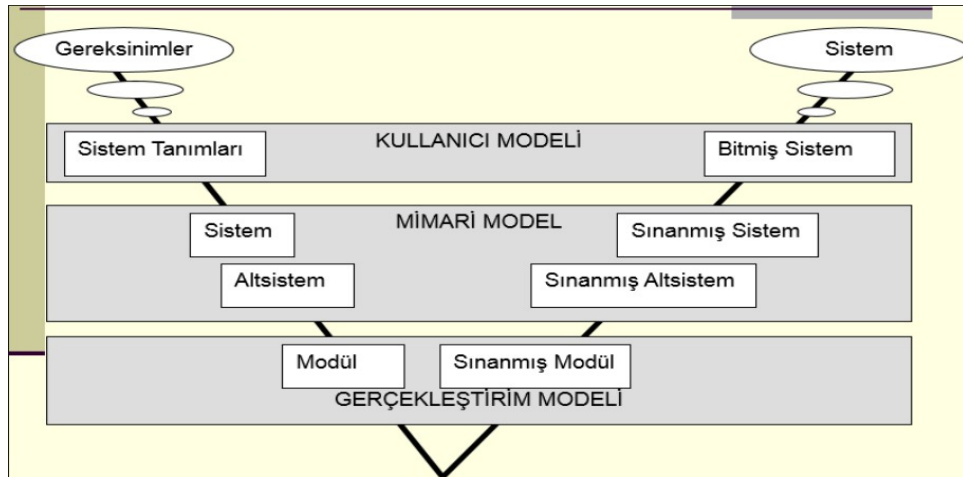 Gereksinimler
Sistem
KULLANICI MODELİ
Sistem Tanımları
Bitmiş Sistem
MİMARİ MODEL
Sistem
Sınanmış Sistem
Altsistem
Sınanmış Altsistem
Modül
Sınanmış Modül
GERÇEKLEŞTİRİM MODELİ